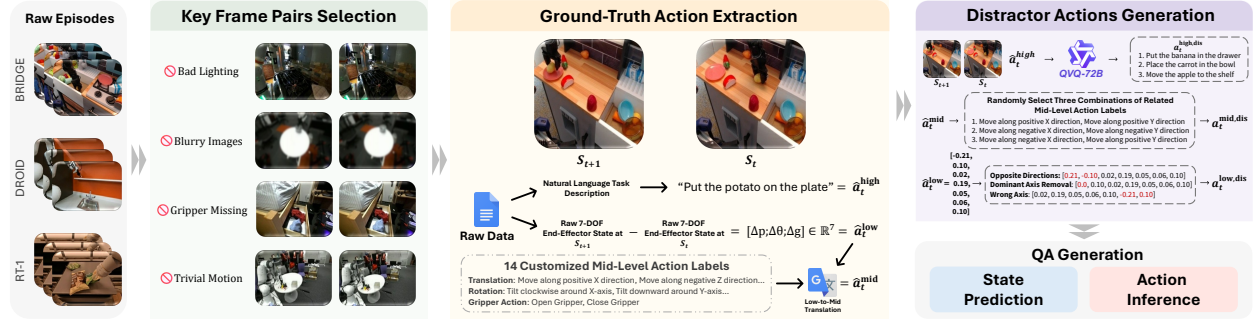 Raw Episodes
BRIDGE
DROID
RT-1
Key Frame Pairs Selection
Bad Lighting
Blurry Images
Gripper Missing
Trivial Motion
Ground-Truth Action Extraction
S_{t+1}
S_t
Raw Data
Natural Language Task
Description
"Put the potato on the plate" = â_t^{high}
Raw 7-DOF
End-Effector State at
S_{t+1}
−
Raw 7-DOF
End-Effector State at
S_t
= [Δp;Δθ;Δg] ∈ ℝ^7 = â_t^{low}
14 Customized Mid-Level Action Labels
Translation: Move along positive X direction, Move along negative Z direction...
Rotation: Tilt clockwise around X-axis, Tilt downward around Y-axis...
Gripper Action: Open Gripper, Close Gripper
G 文
Low-to-Mid
Translation
= â_t^{mid}
Distractor Actions Generation
S_{t+1}
S_t
â_t^{high}
QVQ-72B
a_t^{high,dis}
1. Put the banana in the drawer
2. Place the carrot in the bowl
3. Move the apple to the shelf
â_t^{mid}
Randomly Select Three Combinations of Related
Mid-Level Action Labels
1. Move along positive X direction, Move along positive Y direction
2. Move along negative X direction, Move along negative Y direction
3. Move along negative X direction, Move along positive Y direction
a_t^{mid,dis}
â_t^{low} =
[-0.21,
0.10,
0.02,
0.19,
0.05,
0.06,
0.10]
Opposite Directions: [0.21, -0.10, 0.02, 0.19, 0.05, 0.06, 0.10]
Dominant Axis Removal: [0.0, 0.10, 0.02, 0.19, 0.05, 0.06, 0.10]
Wrong Axis: [0.02, 0.19, 0.05, 0.06, 0.10, -0.21, 0.10]
a_t^{low,dis}
QA Generation
State
Prediction
Action
Inference